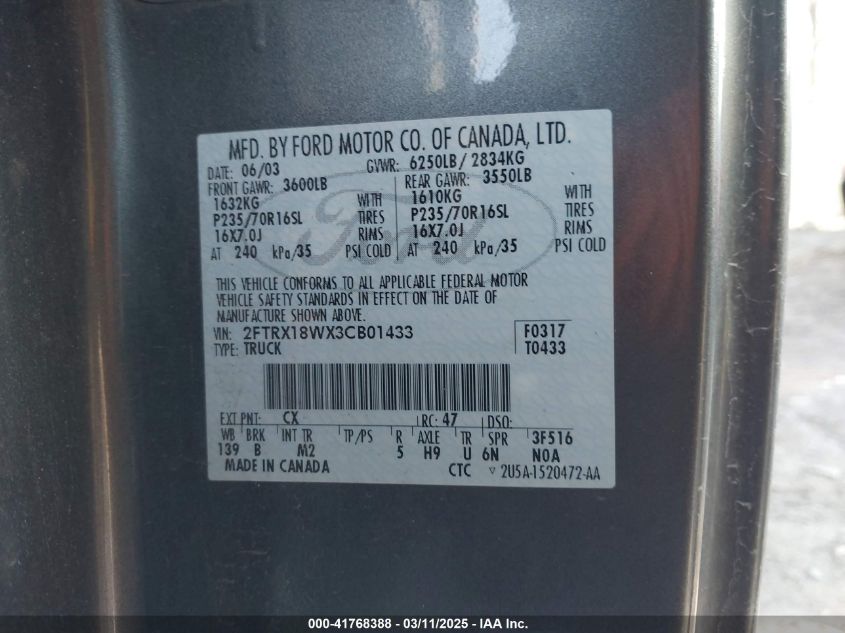 MFD. BY FORD MOTOR CO. OF CANADA, LTD.
DATE: 06/03 GVWR: 6250LB/ 2834KG
FRONT GAWR: 3600LB REAR GAWR: 3550LB
1632KG WITH 1610KG WITH
P235/70R16SL TIRES P235/70R16SL TIRES
16X7.0J RIMS 16X7.0J RIMS
AT 240 kPa/35 PSI COLD AT 240 kPa/35 PSI COLD
Ford
THIS VEHICLE CONFORMS TO ALL APPLICABLE FEDERAL MOTOR
VEHICLE SAFETY STANDARDS IN EFFECT ON THE DATE OF
MANUFACTURE SHOWN ABOVE.
VIN: 2FTRX18WX3CB01433 F0317
TYPE: TRUCK T0433
EXT PNT: CX RC: 47 DSO:
WB BRK INT TR TP/PS R AXLE TR SPR 3F516
139 B M2 5 H9 U 6N NOA
MADE IN CANADA CTC ▽ 2U5A-1520472-AA
000-41768388 - 03/11/2025 - IAA Inc.